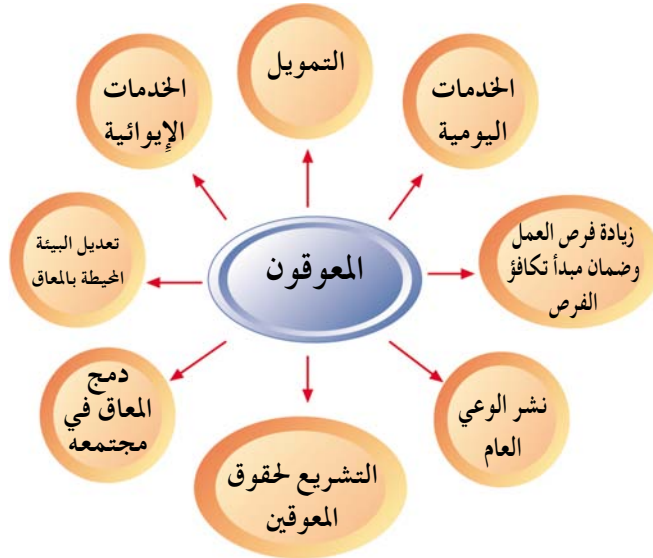 التمويل
الخدمات
اليومية
زيادة فرص العمل
وضمان مبدأ تكافؤ
الفرص
نشر الوعي
العام
التشريع لحقوق
المعوقين
دمج
المعاق في
مجتمعه
تعديل البيئة
المحيطة بالمعاق
الخدمات
الإيوائية
المعوقون